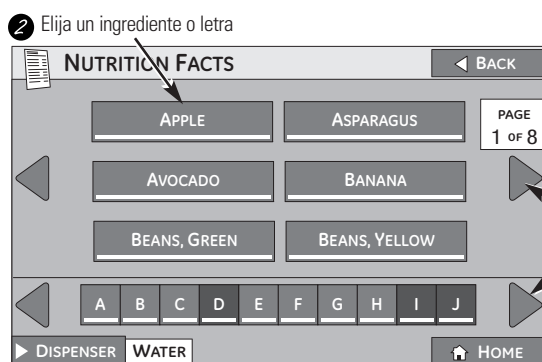 2 Elija un ingrediente o letra
NUTRITION FACTS
BACK
APPLE
ASPARAGUS
PAGE
1 OF 8
AVOCADO
BANANA
BEANS, GREEN
BEANS, YELLOW
A B C D E F G H I J
DISPENSER WATER
HOME